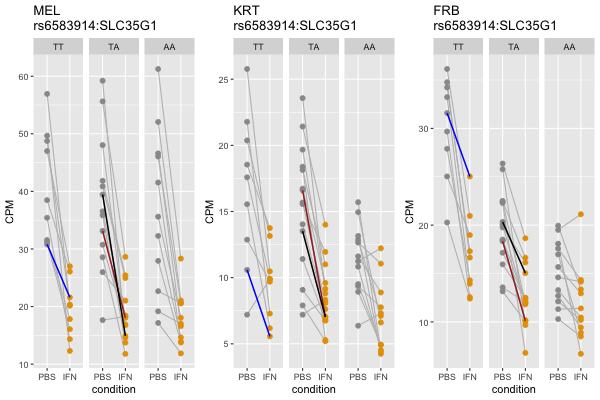 MEL
rs6583914:SLC35G1
TT TA AA
60
50
40
30
20
10
CPM
PBS IFN PBS IFN PBS IFN
condition
KRT
rs6583914:SLC35G1
TT TA AA
25
20
15
10
5
CPM
PBS IFN PBS IFN PBS IFN
condition
FRB
rs6583914:SLC35G1
TT TA AA
30
20
10
CPM
PBS IFN PBS IFN PBS IFN
condition